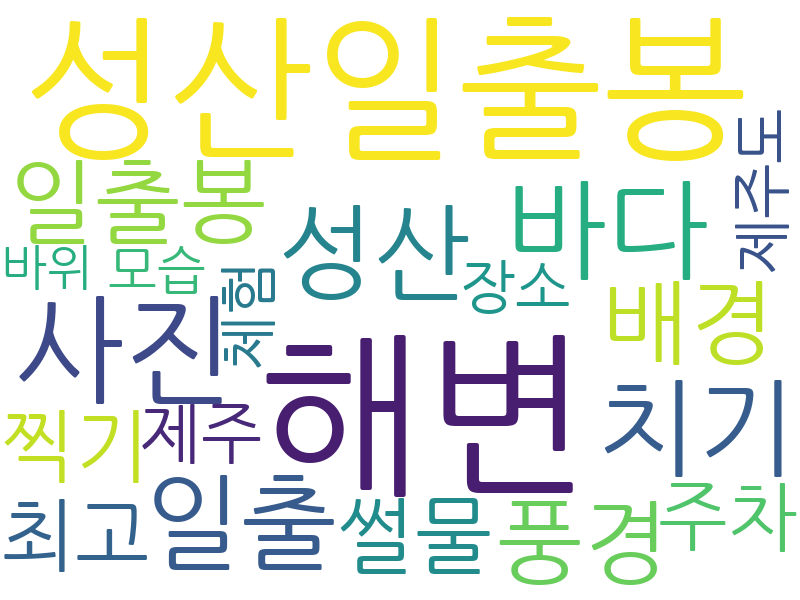 성산일출봉
제주도
일출봉
성산
바다
바위
모습
체험
장소
사진
해변
배경
찍기
제주
치기
최고
일출
썰물
풍경
주차